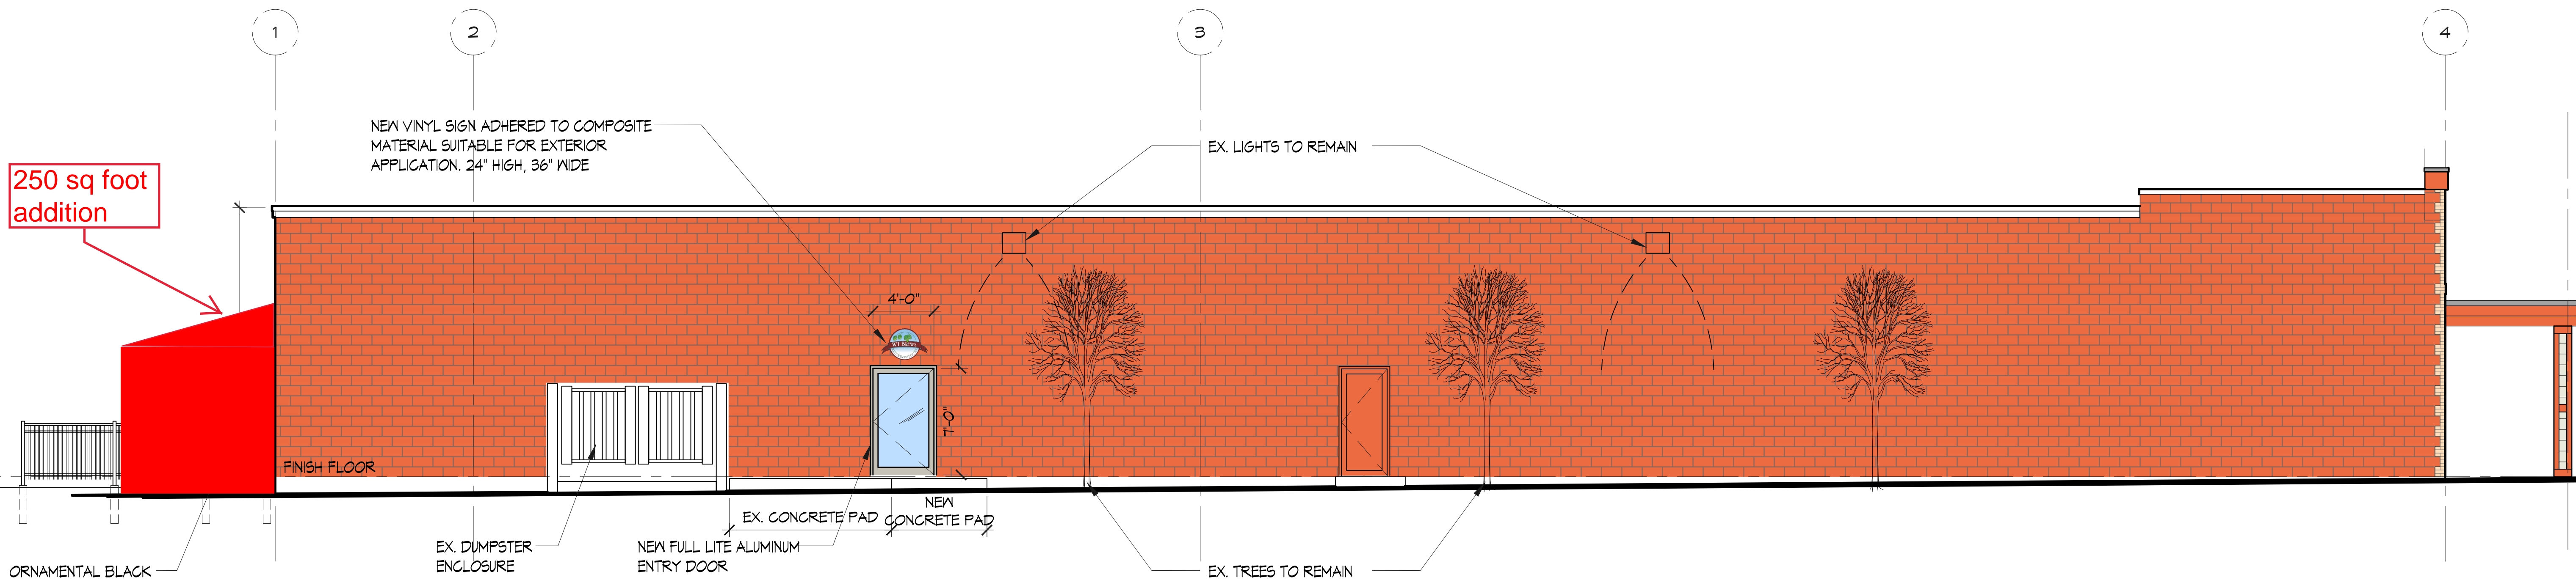 1
2
3
4
NEW VINYL SIGN ADHERED TO COMPOSITE
MATERIAL SUITABLE FOR EXTERIOR
APPLICATION. 24" HIGH, 36" WIDE
EX. LIGHTS TO REMAIN
250 sq foot
addition
4'-0"
7'-0"
FINISH FLOOR
EX. CONCRETE PAD
NEW
CONCRETE PAD
EX. DUMPSTER
ENCLOSURE
NEW FULL LITE ALUMINUM
ENTRY DOOR
EX. TREES TO REMAIN
ORNAMENTAL BLACK